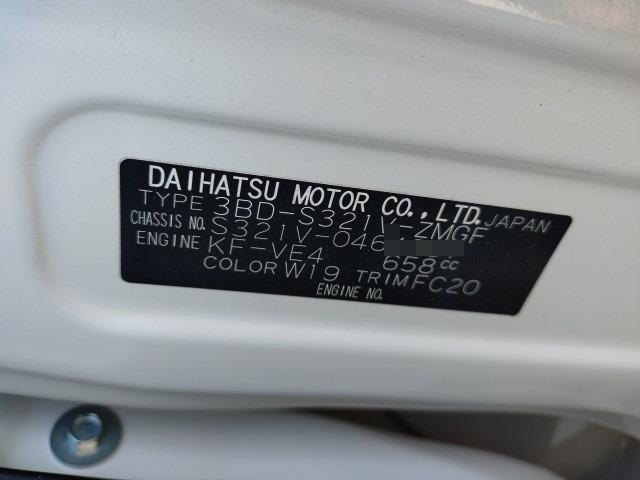 DAIHATSU MOTOR CO.,LTD. JAPAN
TYPE 3BD-S321V-ZMGF
CHASSIS NO. S321V-046
ENGINE KF-VE4 658cc
COLOR W19 TRIM FC20
ENGINE NO.